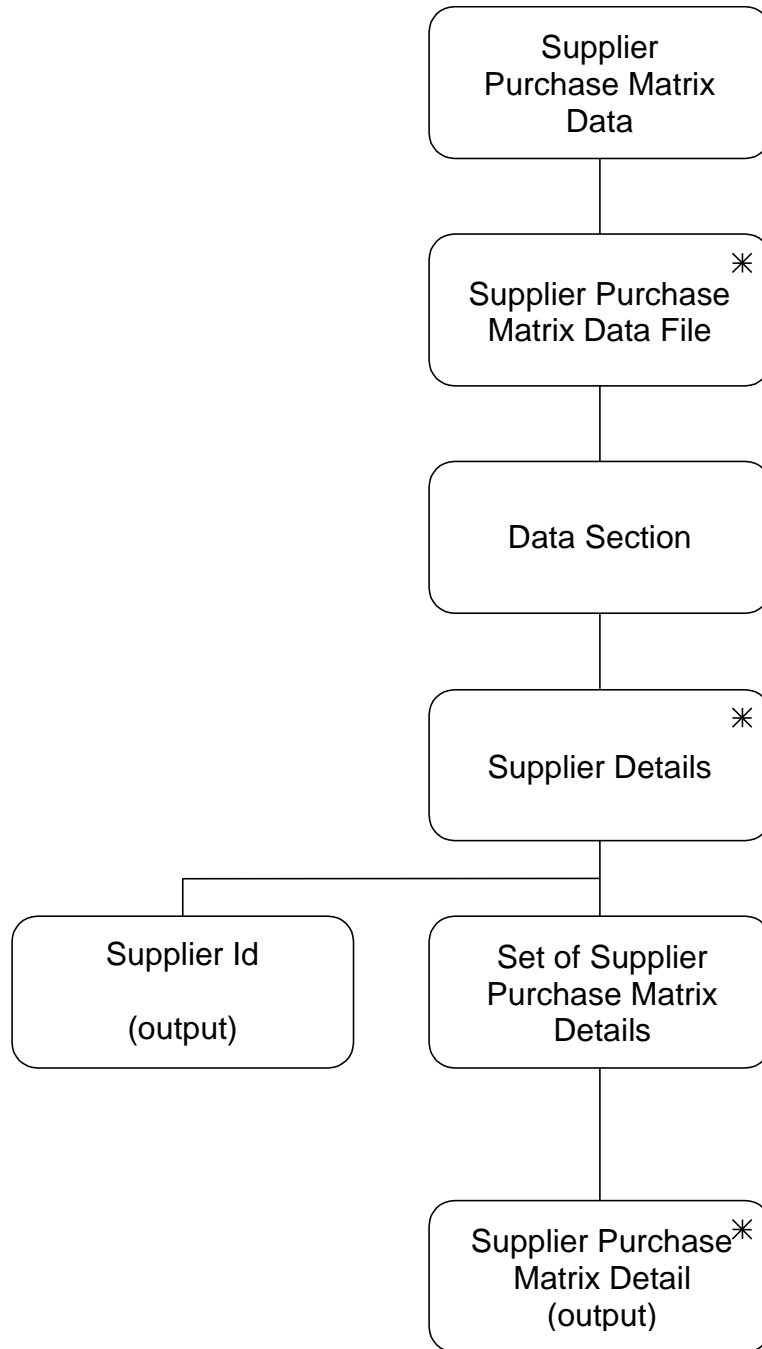 Supplier
Purchase Matrix
Data
Supplier Purchase
Matrix Data File
Data Section
Supplier Details
Supplier Id
(output)
Set of Supplier
Purchase Matrix
Details
Supplier Purchase
Matrix Detail
(output)